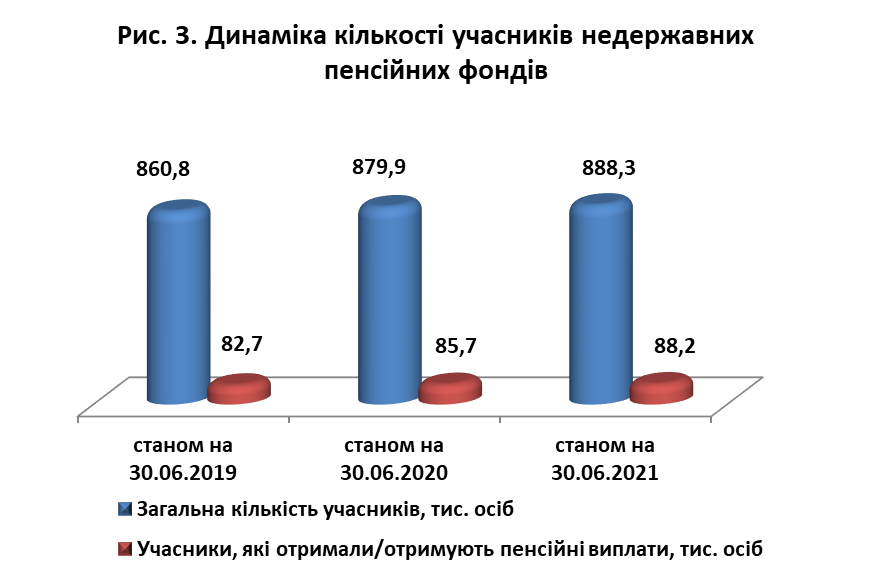 Рис. 3. Динаміка кількості учасників недержавних
пенсійних фондів
860,8
879,9
888,3
82,7
85,7
88,2
станом на
30.06.2019
станом на
30.06.2020
станом на
30.06.2021
Загальна кількість учасників, тис. осіб
Учасники, які отримали/отримують пенсійні виплати, тис. осіб